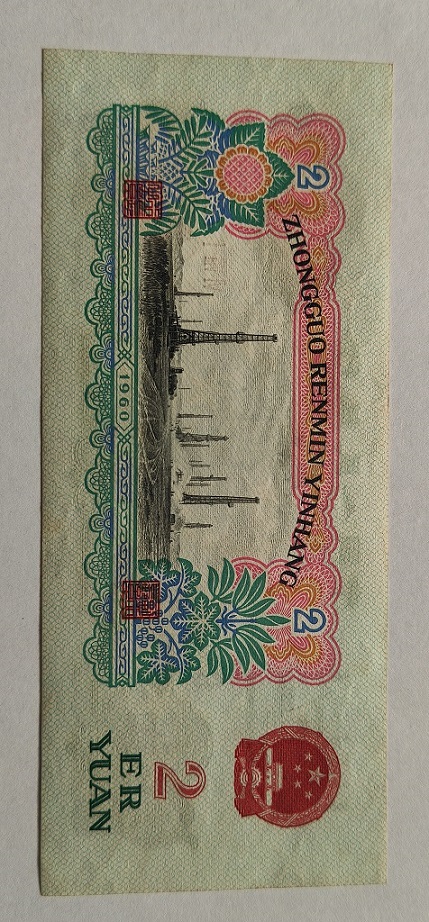 2
ZHONGGUO RENMIN YINHANG
2
1960
2
ER
YUAN